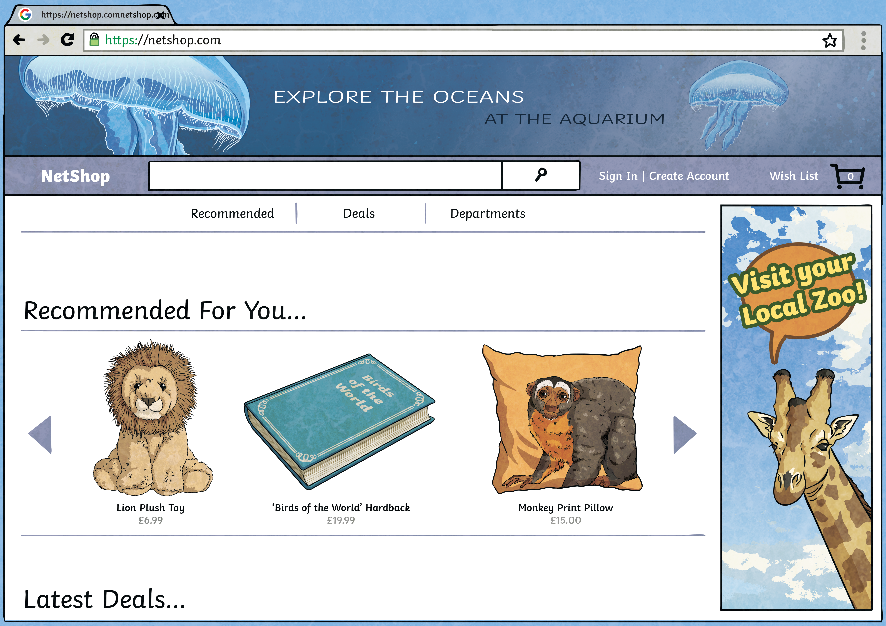 https://netshop.comnetshop.com
https://netshop.com
EXPLORE THE OCEANS
AT THE AQUARIUM
NetShop
Sign In | Create Account
Wish List
0
Recommended
Deals
Departments
Visit your
Local Zoo!
Recommended For You...
Birds
of the
World
Lion Plush Toy
£6.99
'Birds of the World' Hardback
£19.99
Monkey Print Pillow
£15.00
Latest Deals...